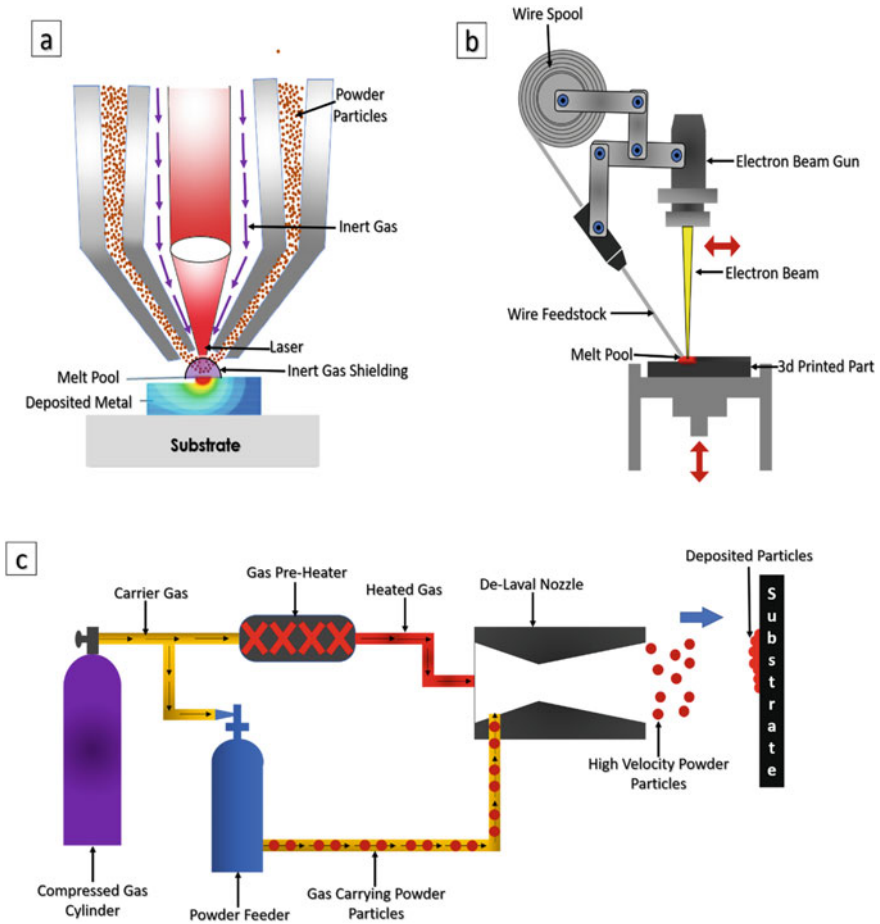 a
Powder
Particles
Inert Gas
Laser
Inert Gas Shielding
Melt Pool
Deposited Metal
Substrate
b
Wire Spool
Electron Beam Gun
Electron Beam
Wire Feedstock
Melt Pool
3d Printed Part
c
Carrier Gas
Gas Pre-Heater
Heated Gas
De-Laval Nozzle
Deposited Particles
Substrate
High Velocity Powder
Particles
Compressed Gas
Cylinder
Powder Feeder
Gas Carrying Powder
Particles